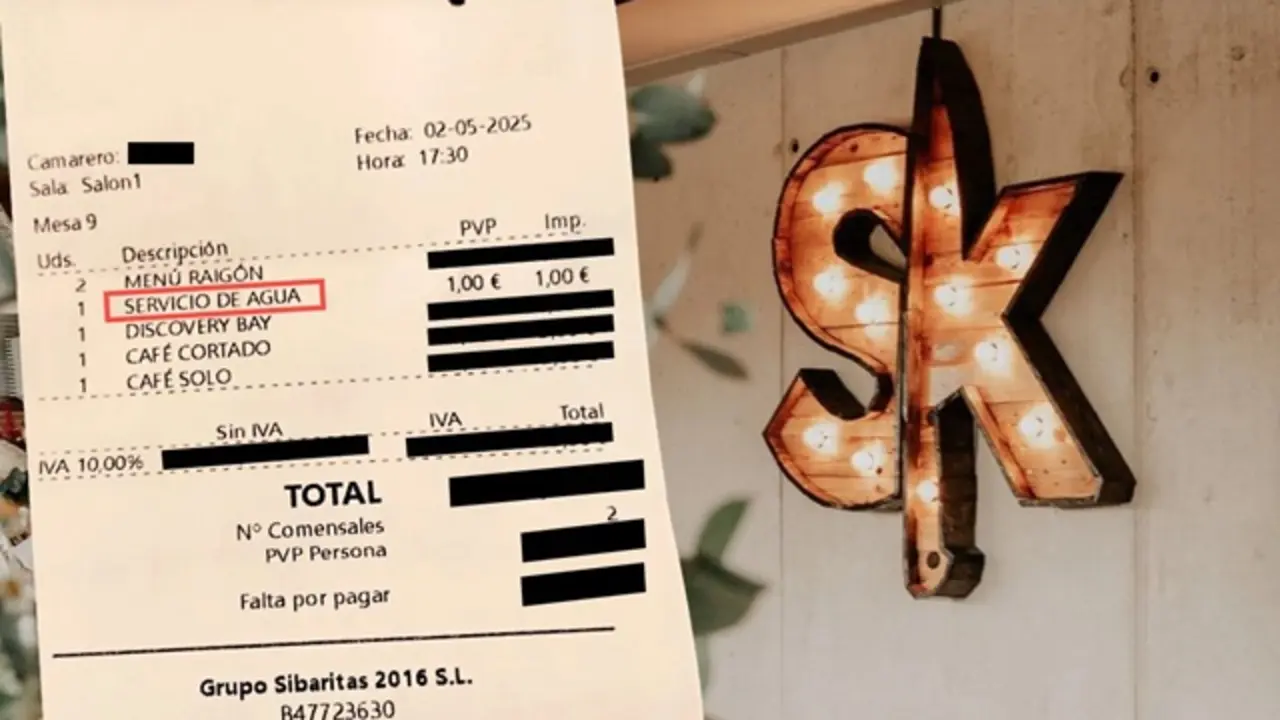 Fecha: 02-05-2025
Camarero:
Hora: 17:30
Sala: Salon1
Mesa 9
Uds. Descripción PVP Imp.
2 MENÚ RAIGÓN
1 SERVICIO DE AGUA 1,00 € 1,00 €
1 DISCOVERY BAY
1 CAFÉ CORTADO
1 CAFÉ SOLO
Sin IVA IVA Total
IVA 10,00%
TOTAL
Nº Comensales 2
PVP Persona
Falta por pagar
Grupo Sibaritas 2016 S.L.
B47723630
SK